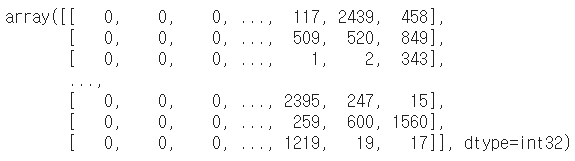 array([[   0,    0,    0, ...,  117, 2439,  458],
       [   0,    0,    0, ...,  509,  520,  849],
       [   0,    0,    0, ...,    1,    2,  343],
       ...,
       [   0,    0,    0, ..., 2395,  247,   15],
       [   0,    0,    0, ...,  259,  600, 1560],
       [   0,    0,    0, ..., 1219,   19,   17]], dtype=int32)